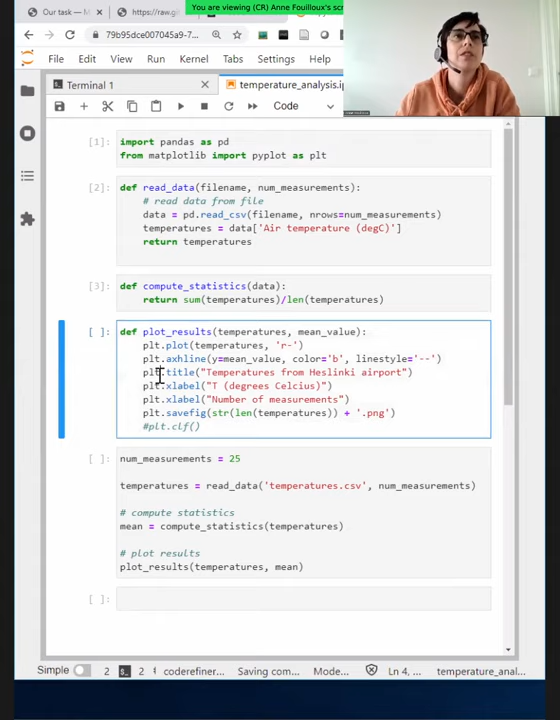 Our task —
https://raw.gi
You are viewing (CR) Anne Fouilloux's scr
79b95dce007045a9-7
File Edit View Run Kernel Tabs Settings
Terminal 1
temperature_analysis.ip
Code
[1]:
import pandas as pd
from matplotlib import pyplot as plt
[2]:
def read_data(filename, num_measurements):
# read data from file
data = pd.read_csv(filename, nrows=num_measurements)
temperatures = data['Air temperature (degC)']
return temperatures
[3]:
def compute_statistics(data):
return sum(temperatures)/len(temperatures)
[ ]:
def plot_results(temperatures, mean_value):
plt.plot(temperatures, 'r-')
plt.axhline(y=mean_value, color='b', linestyle='--')
plt.title("Temperatures from Heslinki airport")
plt.xlabel("T (degrees Celcius)")
plt.xlabel("Number of measurements")
plt.savefig(str(len(temperatures)) + '.png')
#plt.clf()
[ ]:
num_measurements = 25
temperatures = read_data('temperatures.csv', num_measurements)
# compute statistics
mean = compute_statistics(temperatures)
# plot results
plot_results(temperatures, mean)
[ ]:
Simple 2 2 coderefiner... Saving com... Mode... Ln 4, ... temperature_anal...